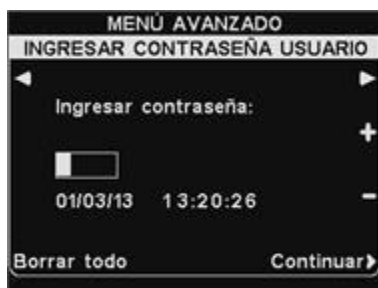 MENÚ AVANZADO
INGRESAR CONTRASEÑA USUARIO
Ingresar contraseña:
+
01/03/13 13:20:26
-
Borrar todo Continuar